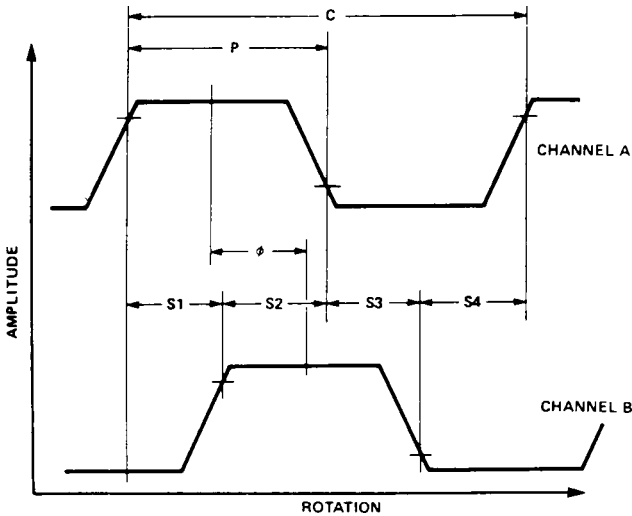 C
P
CHANNEL A
ϕ
S1 S2 S3 S4
AMPLITUDE
CHANNEL B
ROTATION